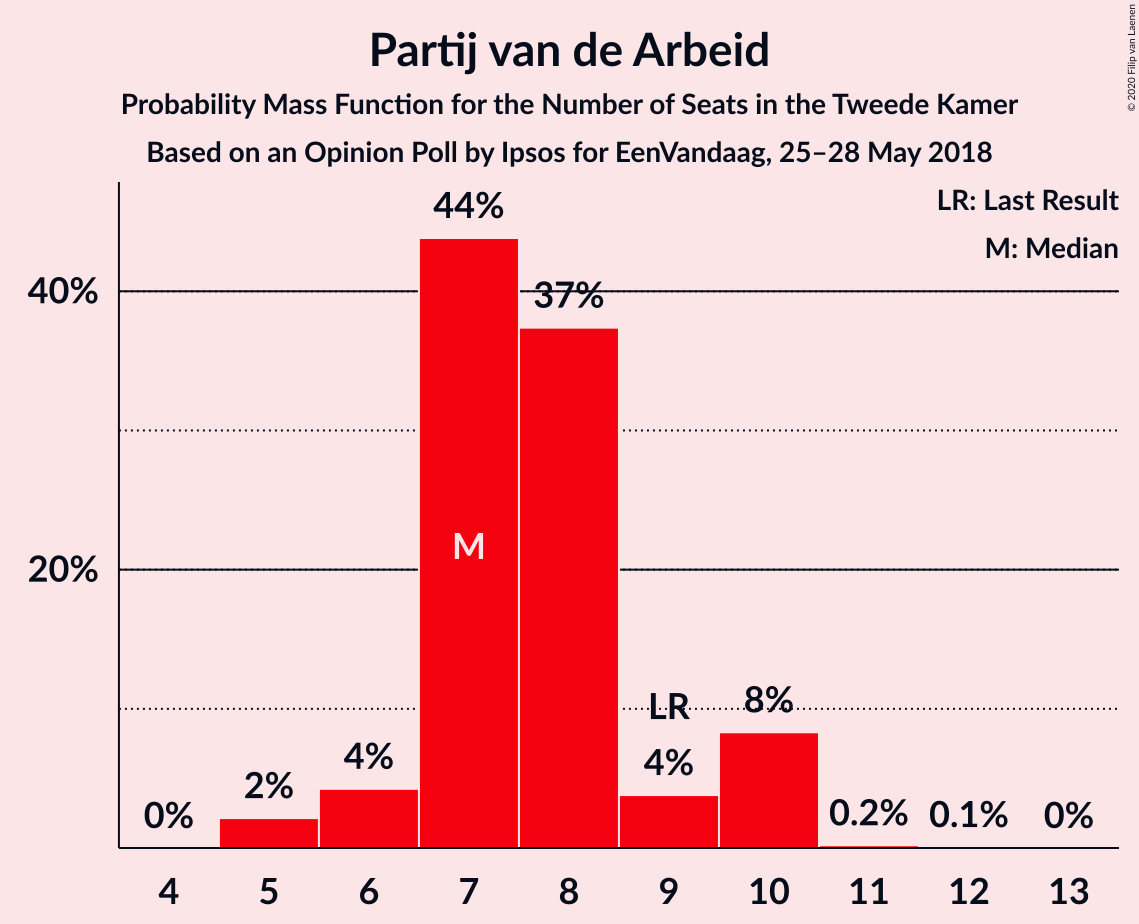 Partij van de Arbeid
Probability Mass Function for the Number of Seats in the Tweede Kamer
Based on an Opinion Poll by Ipsos for EenVandaag, 25–28 May 2018
© 2020 Filip van Laenen
LR: Last Result
M: Median
44%
40%
37%
M
20%
LR
8%
4%
4%
2%
0%
0.2%
0.1%
0%
4 5 6 7 8 9 10 11 12 13